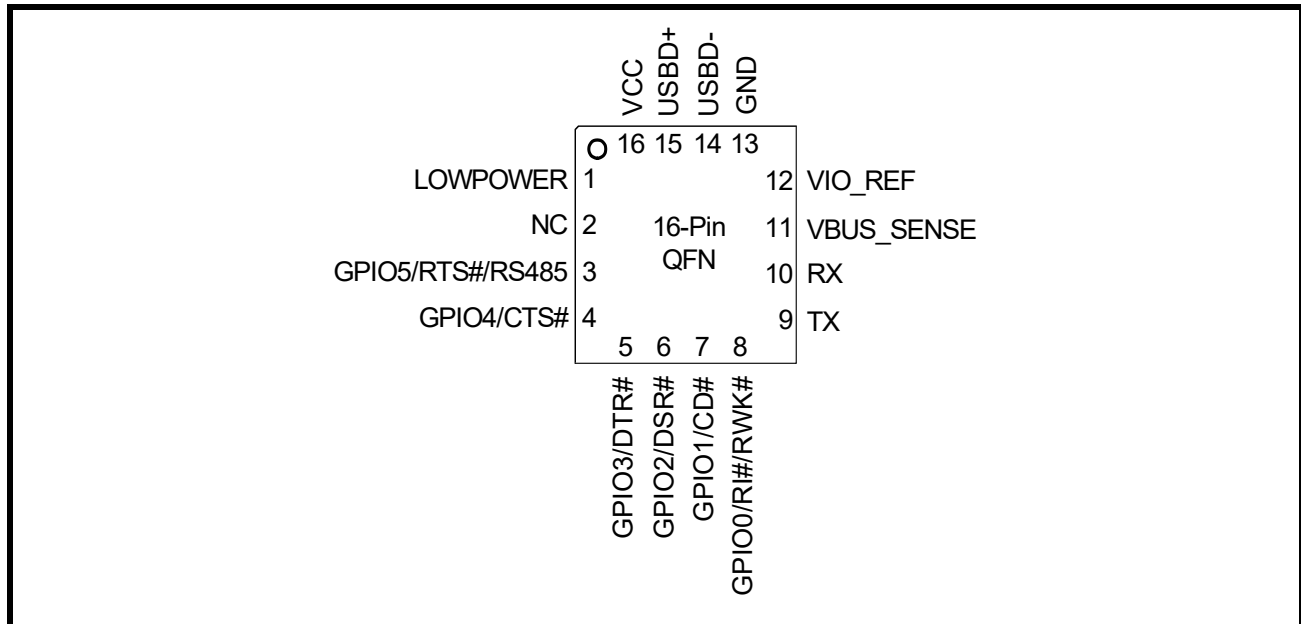 VCC
USBD+
USBD-
GND
16 15 14 13
LOWPOWER 1
12 VIO_REF
NC 2
16-Pin
QFN
11 VBUS_SENSE
GPIO5/RTS#/RS485 3
10 RX
GPIO4/CTS# 4
9 TX
5 6 7 8
GPIO3/DTR#
GPIO2/DSR#
GPIO1/CD#
GPIO0/RI#/RWK#